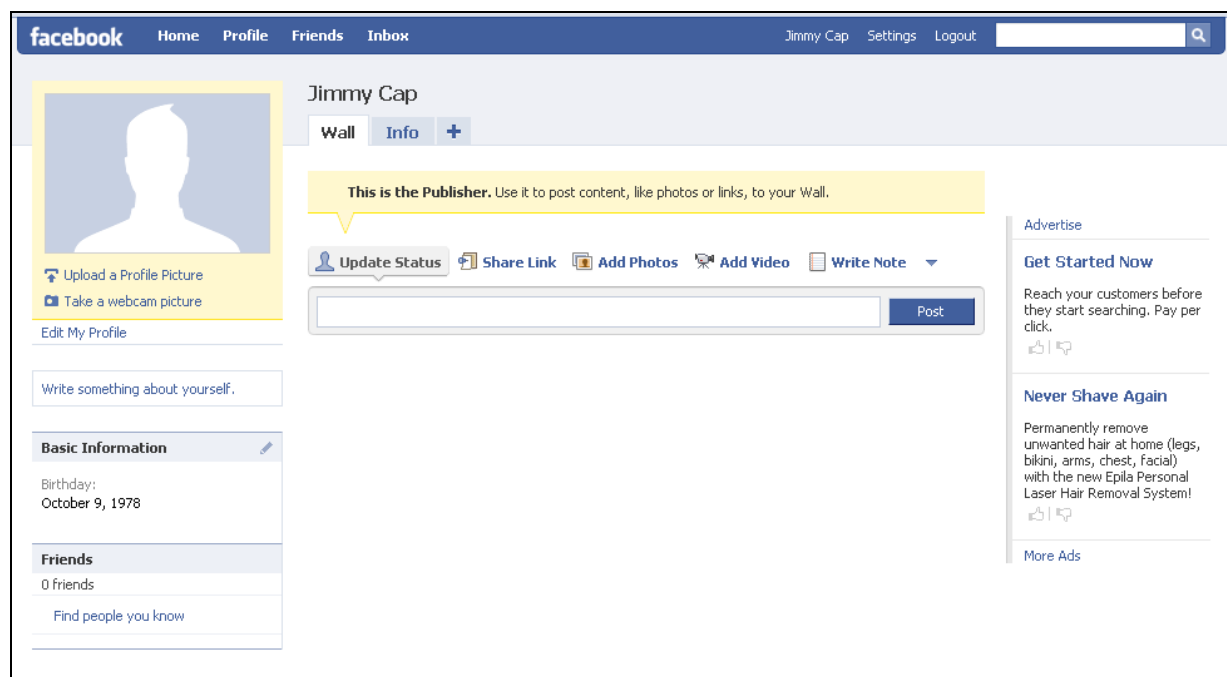 facebook Home Profile Friends Inbox Jimmy Cap Settings Logout
Jimmy Cap
Wall Info +
This is the Publisher. Use it to post content, like photos or links, to your Wall.
Update Status Share Link Add Photos Add Video Write Note
Post
Upload a Profile Picture
Take a webcam picture
Edit My Profile
Write something about yourself.
Basic Information
Birthday:
October 9, 1978
Friends
0 friends
Find people you know
Advertise
Get Started Now
Reach your customers before
they start searching. Pay per
click.
Never Shave Again
Permanently remove
unwanted hair at home (legs,
bikini, arms, chest, facial)
with the new Epila Personal
Laser Hair Removal System!
More Ads